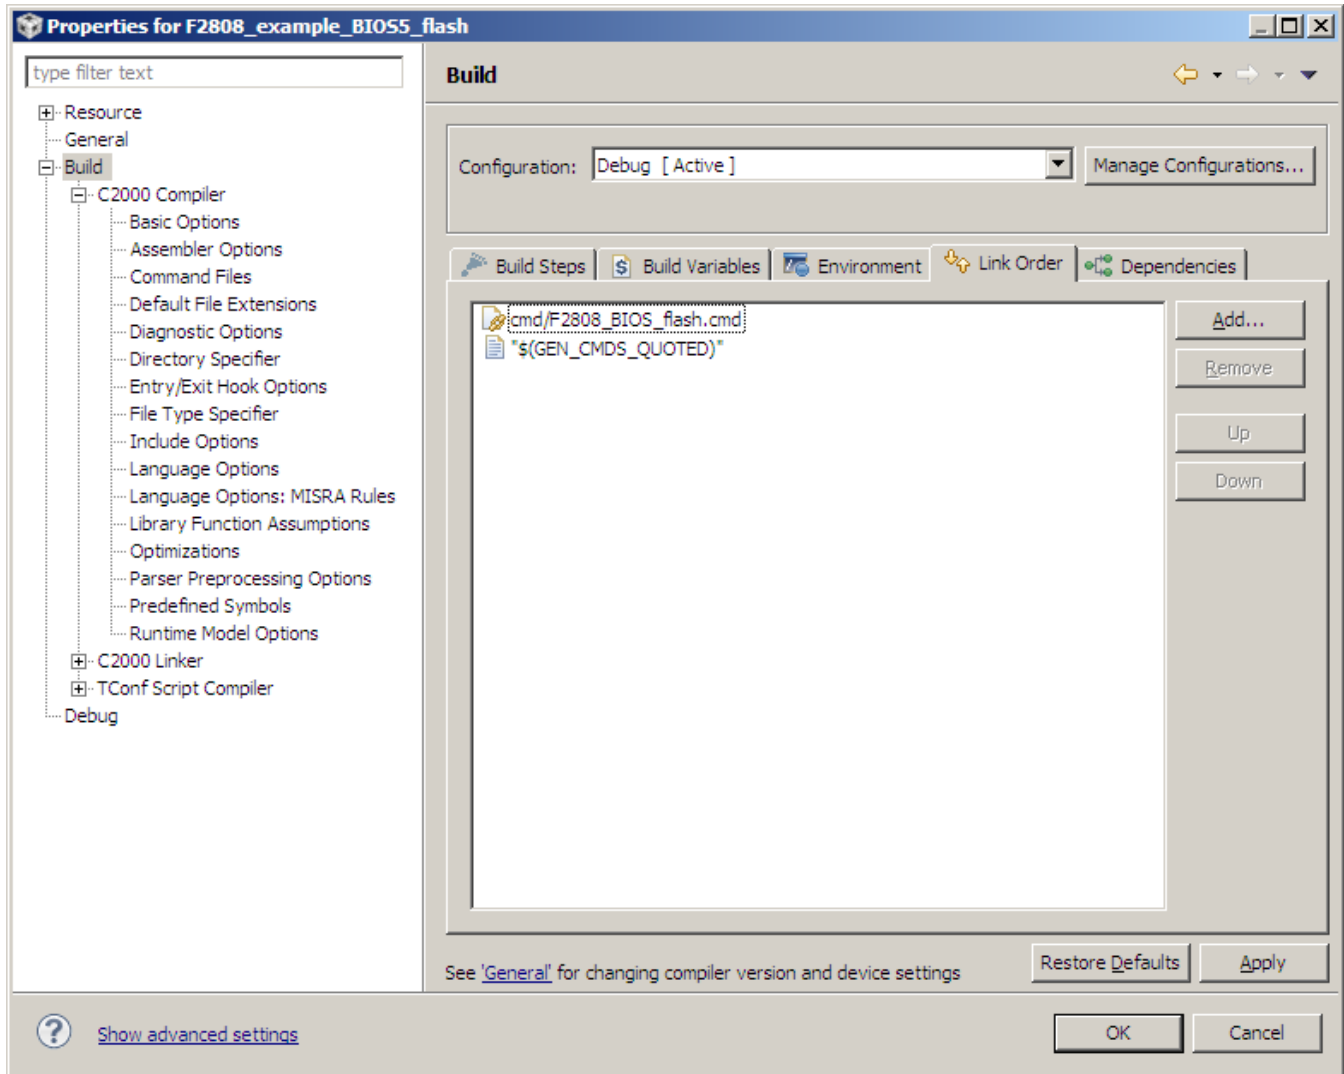 Properties for F2808_example_BIOS5_flash
type filter text
Resource
General
Build
C2000 Compiler
Basic Options
Assembler Options
Command Files
Default File Extensions
Diagnostic Options
Directory Specifier
Entry/Exit Hook Options
File Type Specifier
Include Options
Language Options
Language Options: MISRA Rules
Library Function Assumptions
Optimizations
Parser Preprocessing Options
Predefined Symbols
Runtime Model Options
C2000 Linker
TConf Script Compiler
Debug
Build
Configuration: Debug [ Active ] Manage Configurations...
Build Steps $ Build Variables Environment Link Order Dependencies
cmd/F2808_BIOS_flash.cmd
"$(GEN_CMDS_QUOTED)"
Add...
Remove
Up
Down
See 'General' for changing compiler version and device settings
Restore Defaults Apply
? Show advanced settings
OK Cancel